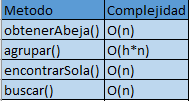 Metodo Complejidad
obtenerAbeja() O(n)
agrupar() O(h*n)
encontrarSola() O(n)
buscar() O(n)